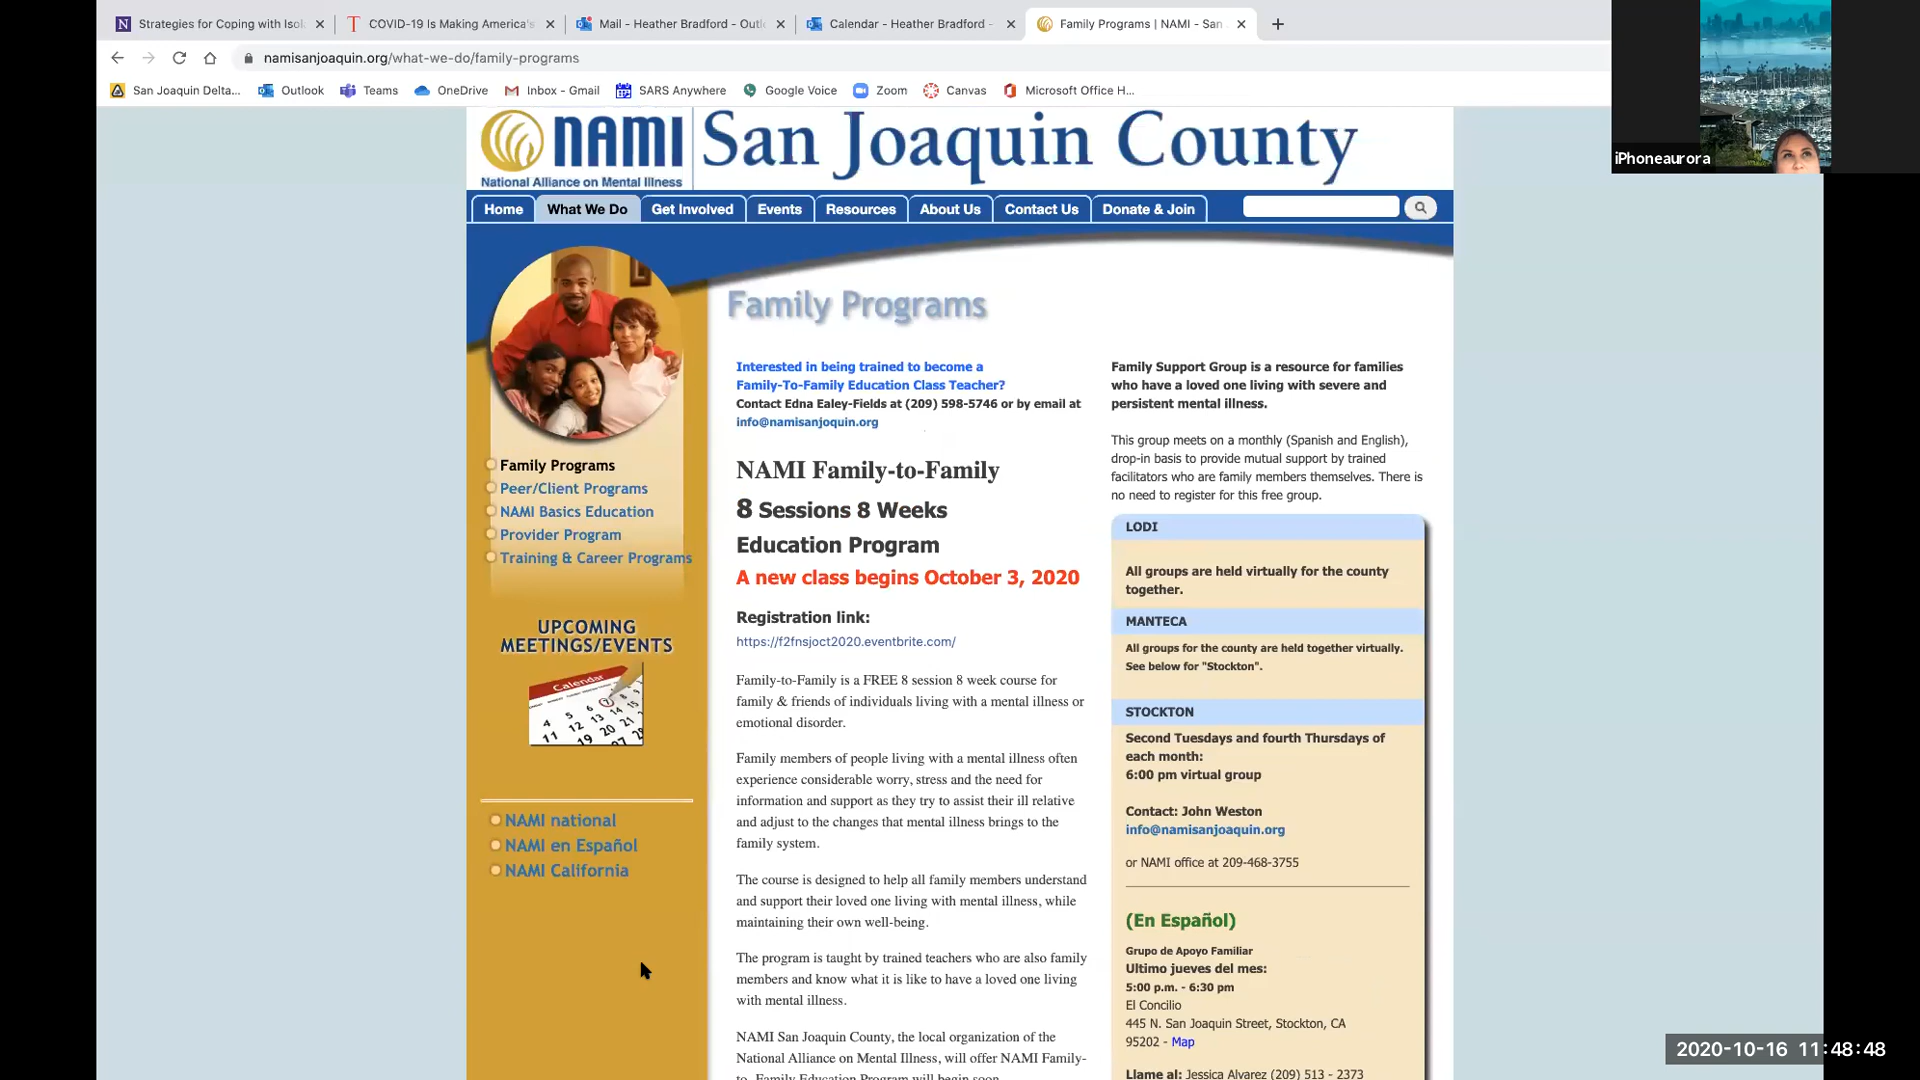 Strategies for Coping with Isol
COVID-19 Is Making America's
Mail - Heather Bradford - Outl
Calendar - Heather Bradford -
Family Programs | NAMI - San
namisanjoaquin.org/what-we-do/family-programs
San Joaquin Delta...
Outlook
Teams
OneDrive
Inbox - Gmail
SARS Anywhere
Google Voice
Zoom
Canvas
Microsoft Office H...
iPhoneaurora
NAMI San Joaquin County
National Alliance on Mental Illness
Home
What We Do
Get Involved
Events
Resources
About Us
Contact Us
Donate & Join
Family Programs
Peer/Client Programs
NAMI Basics Education
Provider Program
Training & Career Programs
UPCOMING
MEETINGS/EVENTS
Calendar
NAMI national
NAMI en Español
NAMI California
Family Programs
Interested in being trained to become a
Family-To-Family Education Class Teacher?
Contact Edna Ealey-Fields at (209) 598-5746 or by email at
info@namisanjoquin.org
NAMI Family-to-Family
8 Sessions 8 Weeks
Education Program
A new class begins October 3, 2020
Registration link:
https://f2fnsjoct2020.eventbrite.com/
Family-to-Family is a FREE 8 session 8 week course for
family & friends of individuals living with a mental illness or
emotional disorder.
Family members of people living with a mental illness often
experience considerable worry, stress and the need for
information and support as they try to assist their ill relative
and adjust to the changes that mental illness brings to the
family system.
The course is designed to help all family members understand
and support their loved one living with mental illness, while
maintaining their own well-being.
The program is taught by trained teachers who are also family
members and know what it is like to have a loved one living
with mental illness.
NAMI San Joaquin County, the local organization of the
National Alliance on Mental Illness, will offer NAMI Family-
to- Family Education Program will begin soon.
Family Support Group is a resource for families
who have a loved one living with severe and
persistent mental illness.
This group meets on a monthly (Spanish and English),
drop-in basis to provide mutual support by trained
facilitators who are family members themselves. There is
no need to register for this free group.
LODI
All groups are held virtually for the county
together.
MANTECA
All groups for the county are held together virtually.
See below for "Stockton".
STOCKTON
Second Tuesdays and fourth Thursdays of
each month:
6:00 pm virtual group
Contact: John Weston
info@namisanjoaquin.org
or NAMI office at 209-468-3755
(En Español)
Grupo de Apoyo Familiar
Ultimo jueves del mes:
5:00 p.m. - 6:30 pm
El Concilio
445 N. San Joaquin Street, Stockton, CA
95202 - Map
Llame al: Jessica Alvarez (209) 513 - 2373
2020-10-16 11:48:48